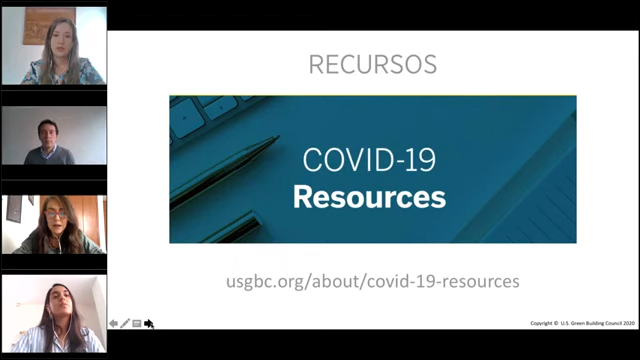 RECURSOS
COVID-19
Resources
usgbc.org/about/covid-19-resources
Copyright © U.S. Green Building Council 2020